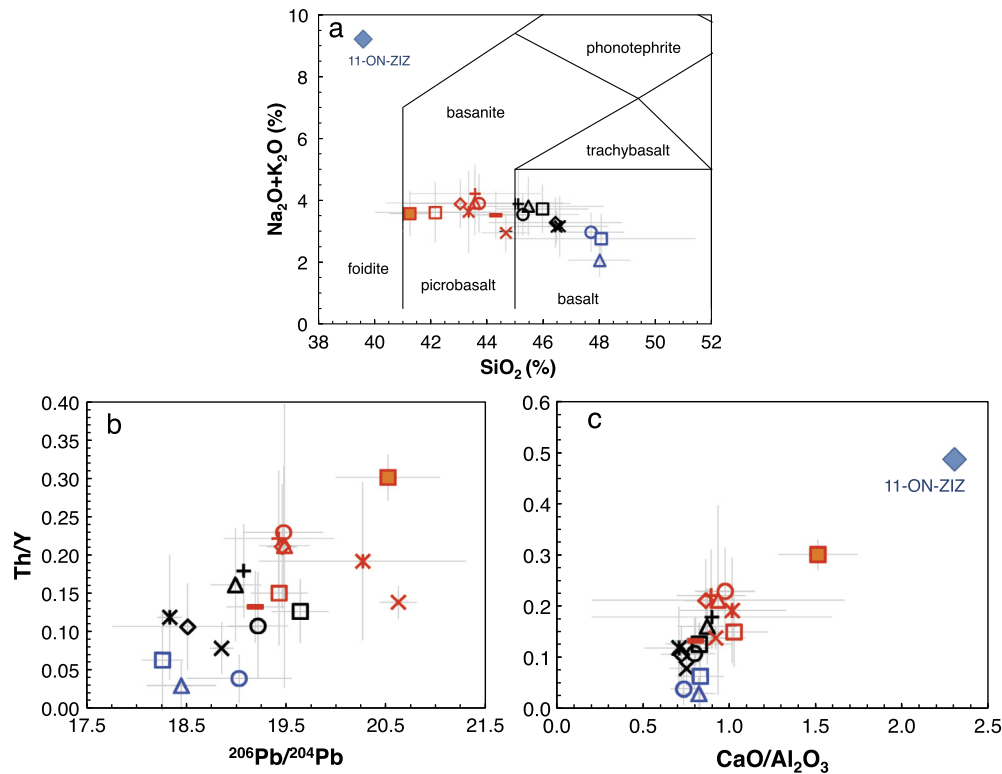 a
10
8
6
4
2
0
Na₂O+K₂O (%)
11-ON-ZIZ
phonotephrite
basanite
trachybasalt
foidite
picrobasalt
basalt
38 40 42 44 46 48 50 52
SiO₂ (%)
b
0.40
0.35
0.30
0.25
0.20
0.15
0.10
0.05
0.00
Th/Y
17.5 18.5 19.5 20.5 21.5
²⁰⁶Pb/²⁰⁴Pb
c
0.6
0.5
0.4
0.3
0.2
0.1
0.0
11-ON-ZIZ
0.0 0.5 1.0 1.5 2.0 2.5
CaO/Al₂O₃